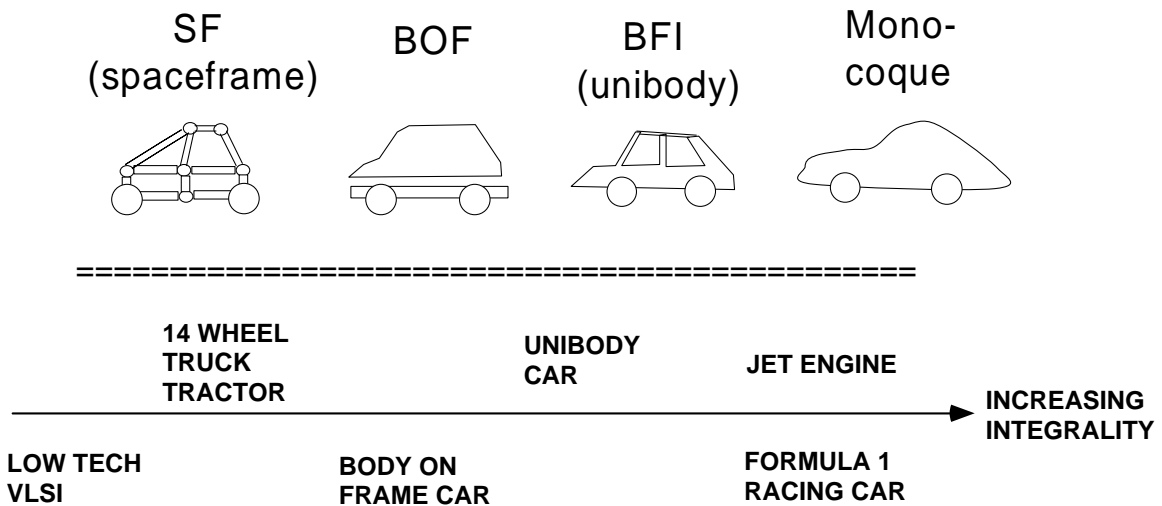 SF
(spaceframe)
BOF
BFI
(unibody)
Mono-
coque
=============================================
14 WHEEL
TRUCK
TRACTOR
UNIBODY
CAR
JET ENGINE
INCREASING
INTEGRALITY
LOW TECH
VLSI
BODY ON
FRAME CAR
FORMULA 1
RACING CAR